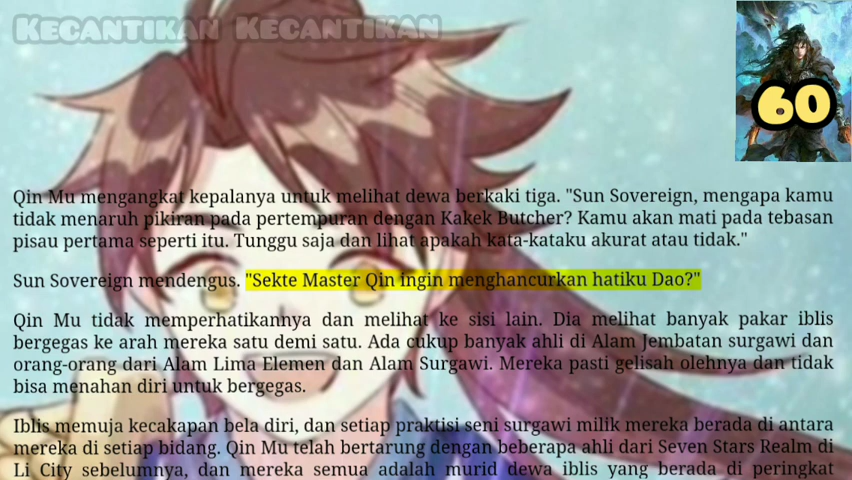 Kecantikan Kecantikan
60
Qin Mu mengangkat kepalanya untuk melihat dewa berkaki tiga. "Sun Sovereign, mengapa kamu
tidak menaruh pikiran pada pertempuran dengan Kakek Butcher? Kamu akan mati pada tebasan
pisau pertama seperti itu. Tunggu saja dan lihat apakah kata-kataku akurat atau tidak."
Sun Sovereign mendengus. "Sekte Master Qin ingin menghancurkan hatiku Dao?"
Qin Mu tidak memperhatikannya dan melihat ke sisi lain. Dia melihat banyak pakar iblis
bergegas ke arah mereka satu demi satu. Ada cukup banyak ahli di Alam Jembatan surgawi dan
orang-orang dari Alam Lima Elemen dan Alam Surgawi. Mereka pasti gelisah olehnya dan tidak
bisa menahan diri untuk bergegas.
Iblis memuja kecakapan bela diri, dan setiap praktisi seni surgawi milik mereka berada di antara
mereka di setiap bidang. Qin Mu telah bertarung dengan beberapa ahli dari Seven Stars Realm di
Li City sebelumnya, dan mereka semua adalah murid dewa iblis yang berada di peringkat